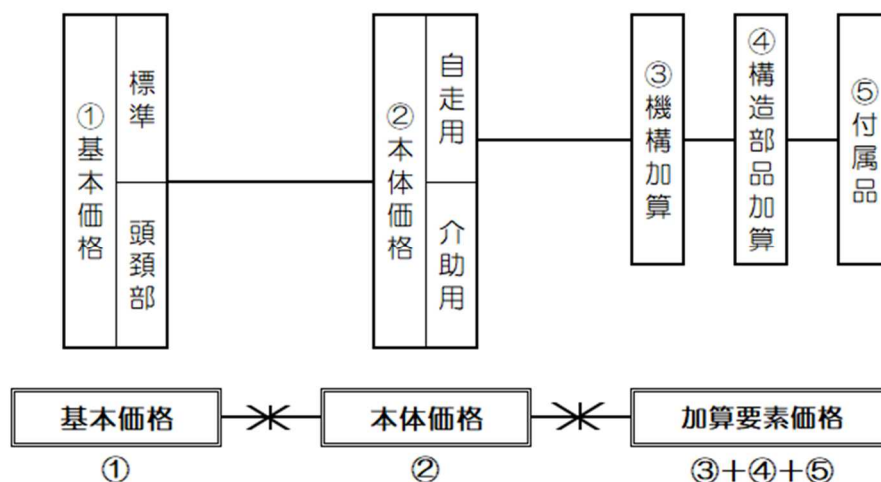 ①基本価格
標準
頭頚部
②本体価格
自走用
介助用
③機構加算
④構造部品加算
⑤付属品
基本価格
本体価格
加算要素価格
①
②
③+④+⑤